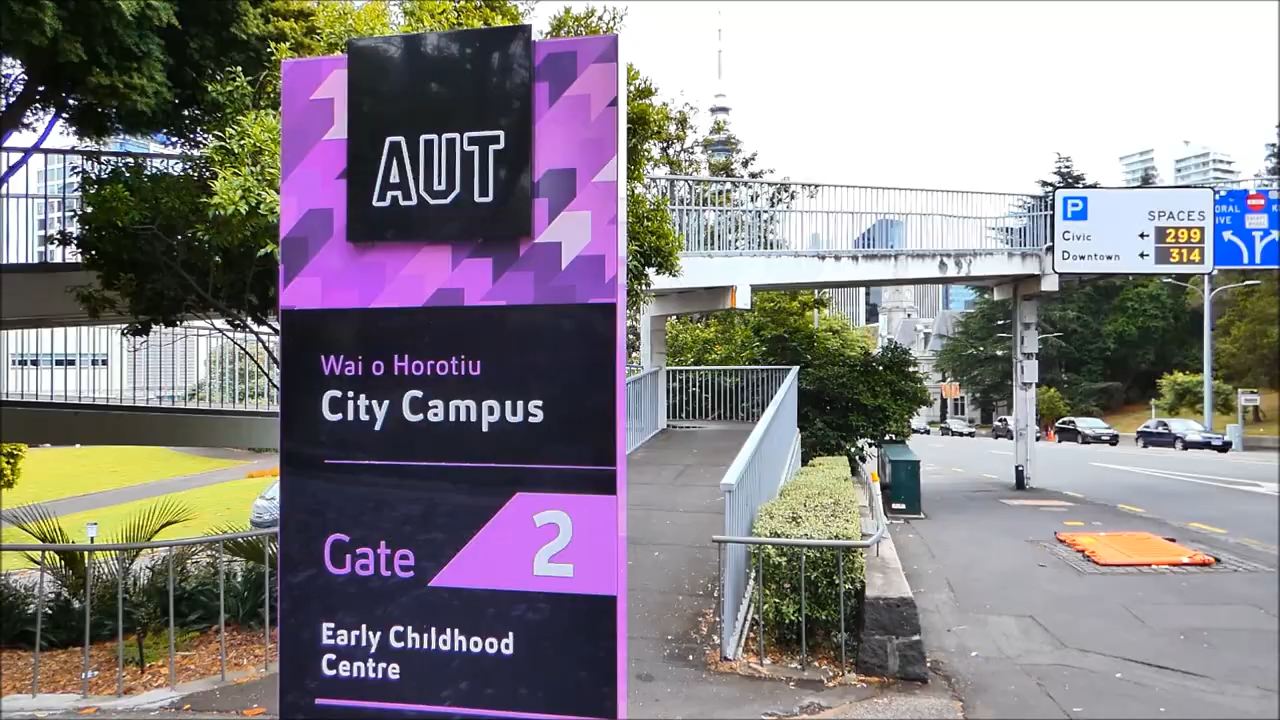 AUT
Wai o Horotiu
City Campus
Gate 2
Early Childhood
Centre
P
SPACES
Civic 299
Downtown 314